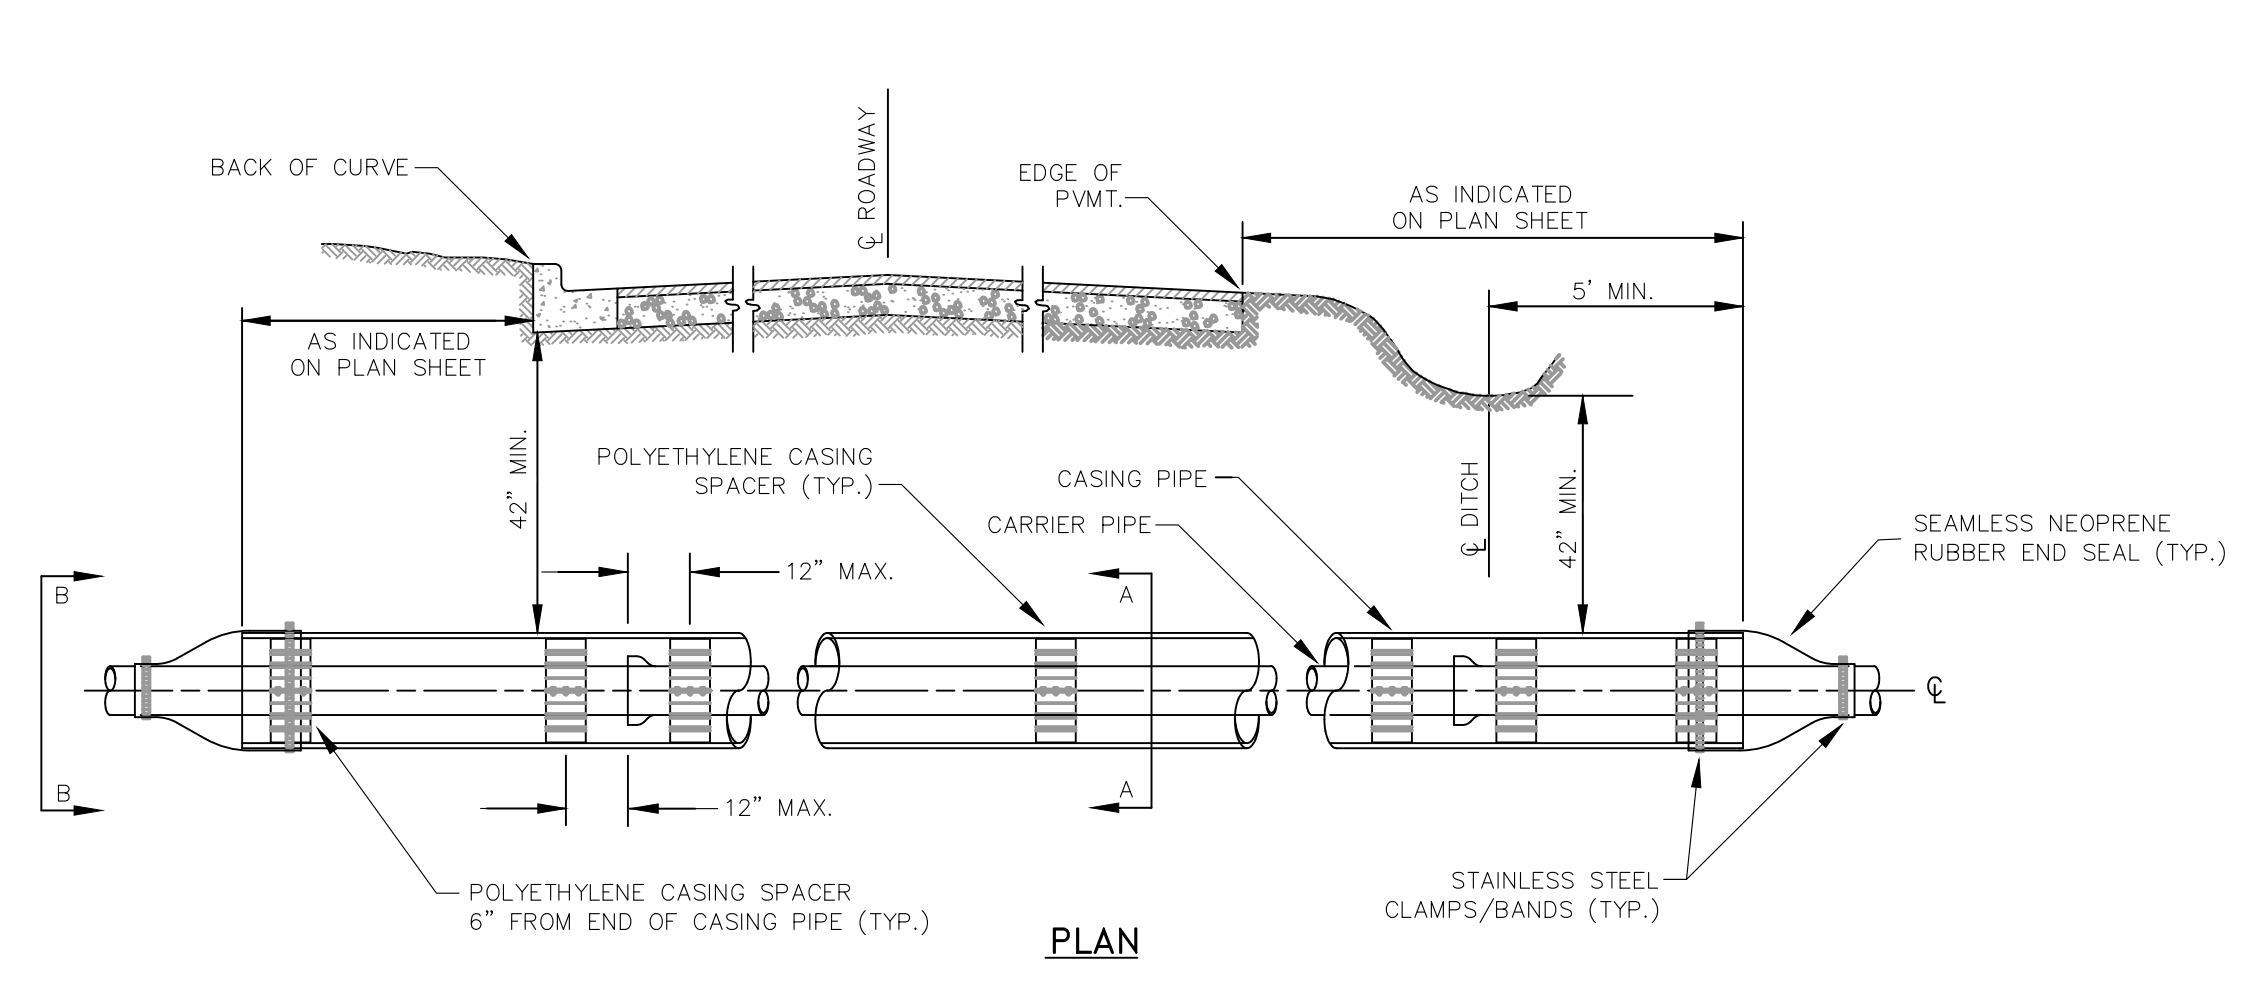 ℄ ROADWAY
BACK OF CURVE
EDGE OF
PVMT.
AS INDICATED
ON PLAN SHEET
5' MIN.
AS INDICATED
ON PLAN SHEET
42" MIN.
POLYETHYLENE CASING
SPACER (TYP.)
CASING PIPE
CARRIER PIPE
℄ DITCH
42" MIN.
SEAMLESS NEOPRENE
RUBBER END SEAL (TYP.)
12" MAX.
B
A
℄
B
A
12" MAX.
POLYETHYLENE CASING SPACER
6" FROM END OF CASING PIPE (TYP.)
STAINLESS STEEL
CLAMPS/BANDS (TYP.)
PLAN